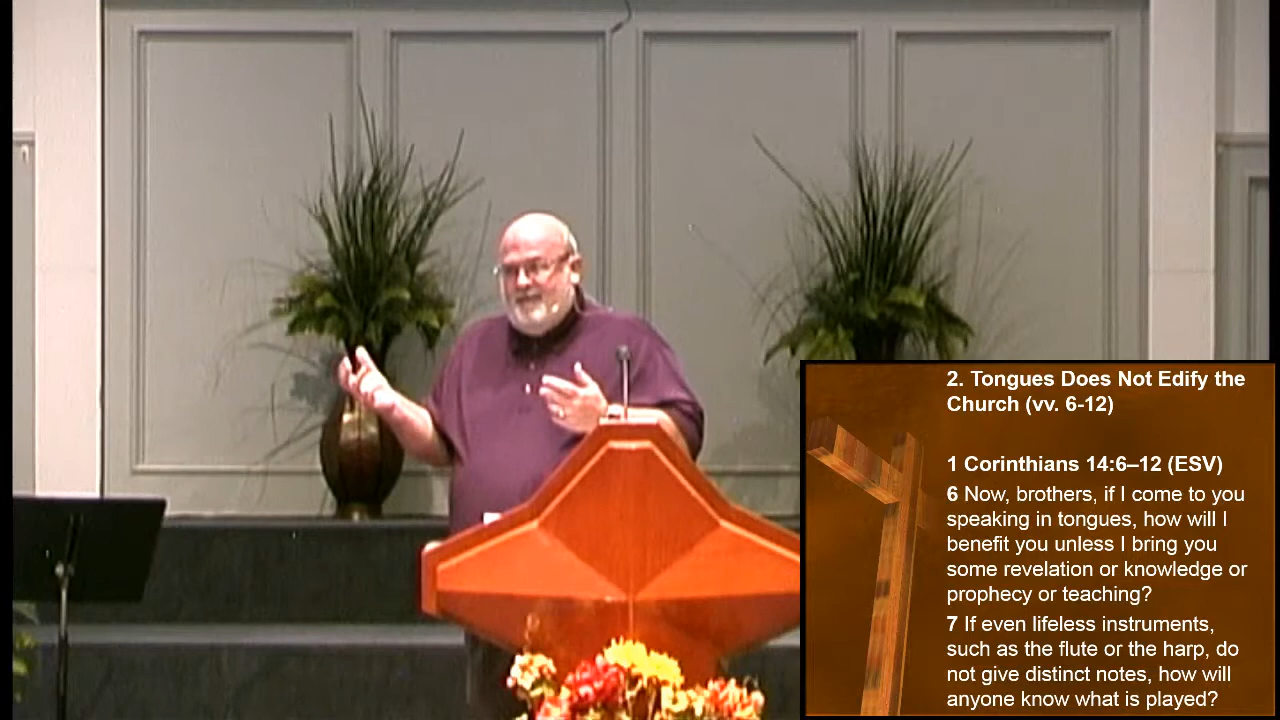 2. Tongues Does Not Edify the
Church (vv. 6-12)
1 Corinthians 14:6–12 (ESV)
6 Now, brothers, if I come to you
speaking in tongues, how will I
benefit you unless I bring you
some revelation or knowledge or
prophecy or teaching?
7 If even lifeless instruments,
such as the flute or the harp, do
not give distinct notes, how will
anyone know what is played?